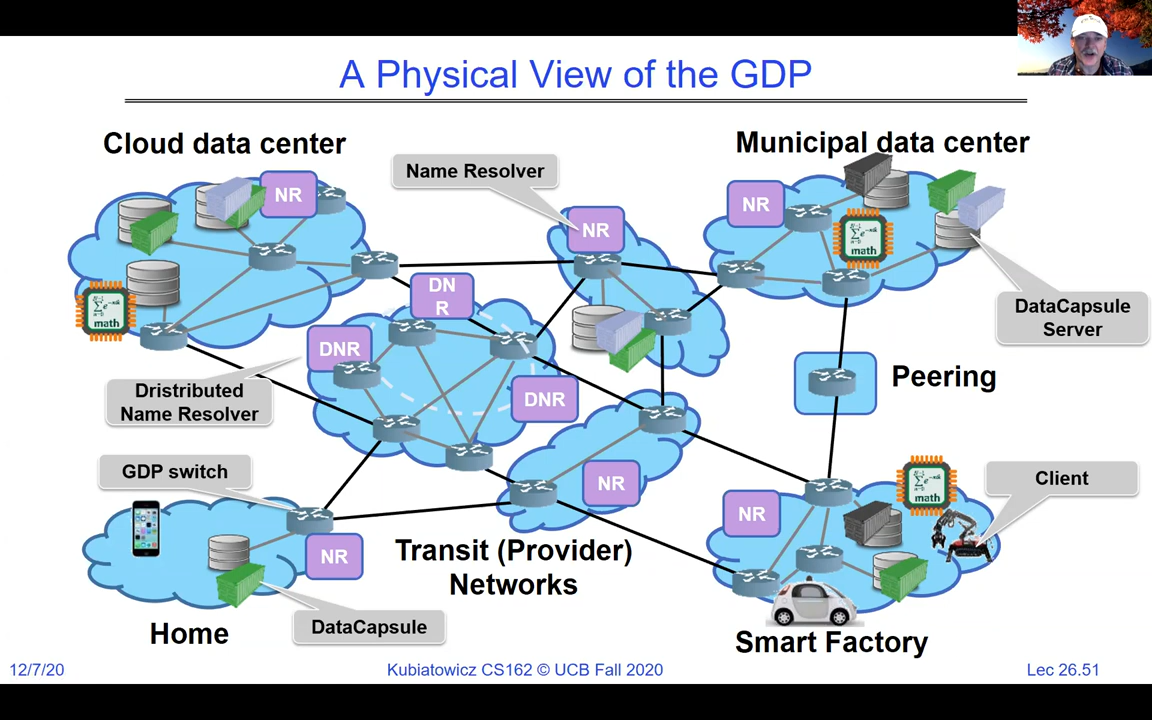 A Physical View of the GDP
Cloud data center
Name Resolver
Municipal data center
NR
NR
NR
math
DN
R
math
DataCapsule
Server
DNR
Dristributed
Name Resolver
DNR
Peering
GDP switch
NR
math
Client
NR
NR
Transit (Provider)
Networks
Home
DataCapsule
Smart Factory
12/7/20
Kubiatowicz CS162 © UCB Fall 2020
Lec 26.51